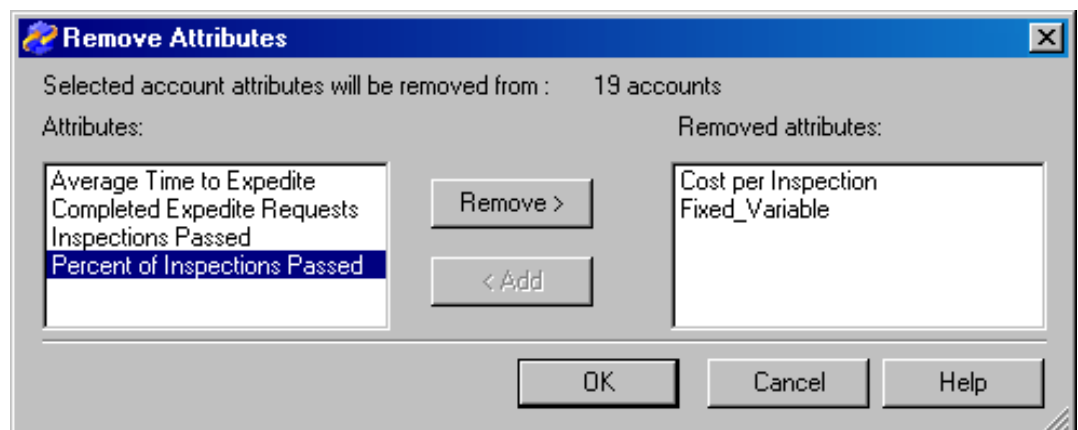 Remove Attributes
Selected account attributes will be removed from : 19 accounts
Attributes:
Removed attributes:
Average Time to Expedite
Completed Expedite Requests
Inspections Passed
Percent of Inspections Passed
Remove >
< Add
Cost per Inspection
Fixed_Variable
OK
Cancel
Help